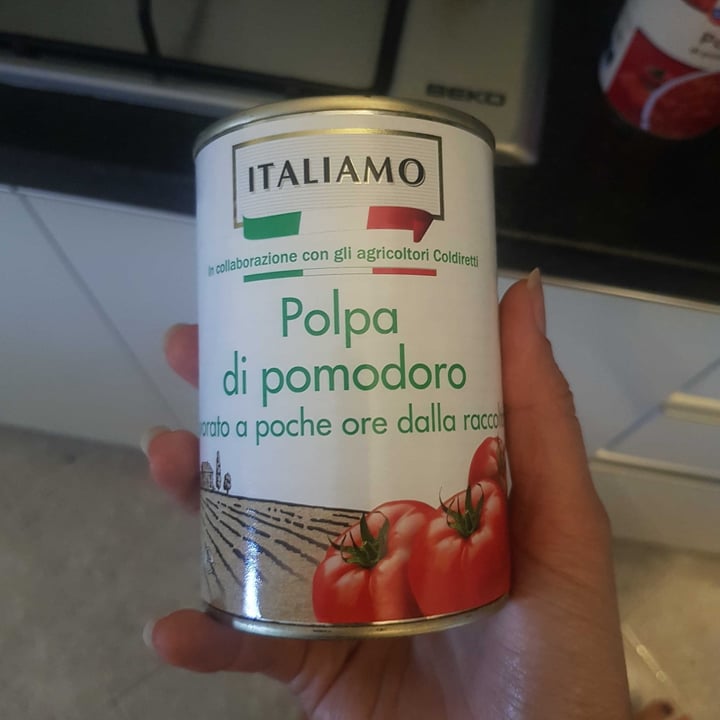 BEKO
ITALIAMO
In collaborazione con gli agricoltori Coldiretti
Polpa
di pomodoro
a poche ore dalla